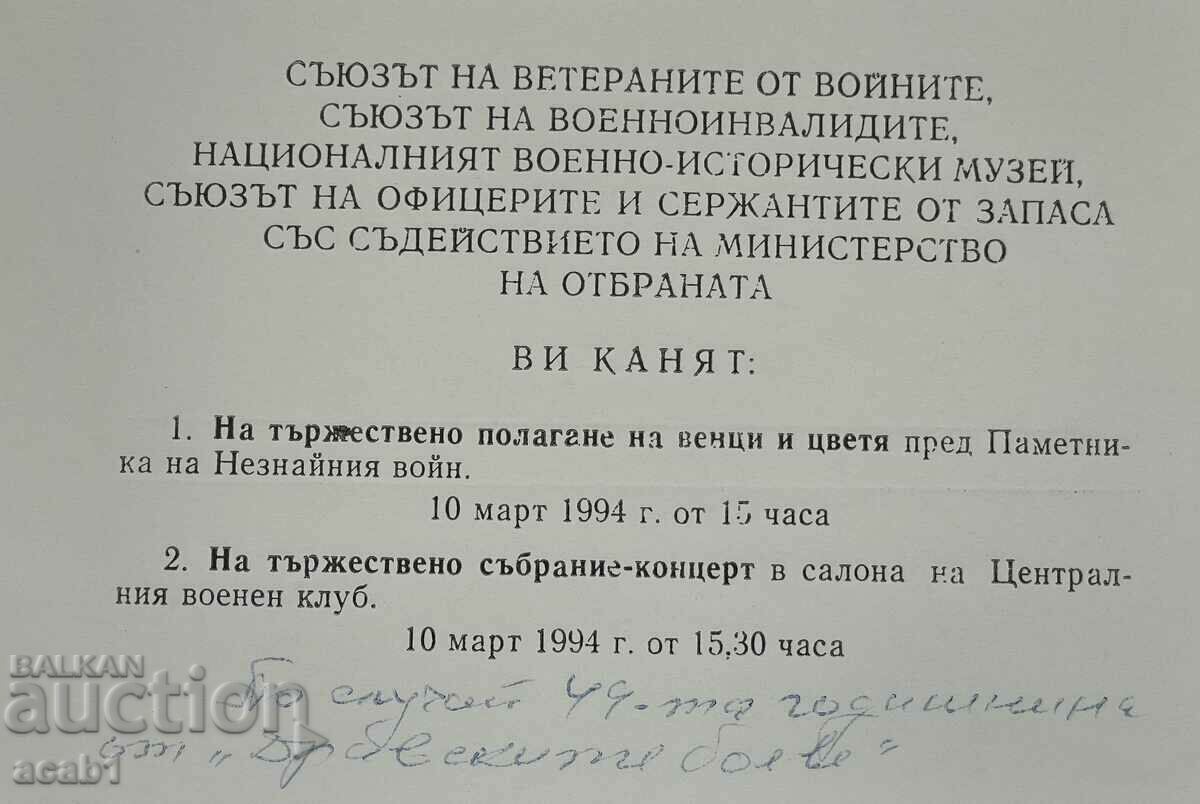 СЪЮЗЪТ НА ВЕТЕРАНИТЕ ОТ ВОЙНИТЕ,
СЪЮЗЪТ НА ВОЕННОИНВАЛИДИТЕ,
НАЦИОНАЛНИЯТ ВОЕННО-ИСТОРИЧЕСКИ МУЗЕЙ,
СЪЮЗЪТ НА ОФИЦЕРИТЕ И СЕРЖАНТИТЕ ОТ ЗАПАСА
СЪС СЪДЕЙСТВИЕТО НА МИНИСТЕРСТВО
НА ОТБРАНАТА
ВИ КАНЯТ:
1. На тържествено полагане на венци и цветя пред Паметни-
ка на Незнайния войн.
10 март 1994 г. от 15 часа
2. На тържествено събрание-концерт в салона на Централ-
ния военен клуб.
10 март 1994 г. от 15,30 часа
По случай 49-та годишнина
от „Дравските боеве"
BALKAN
auction
acab1